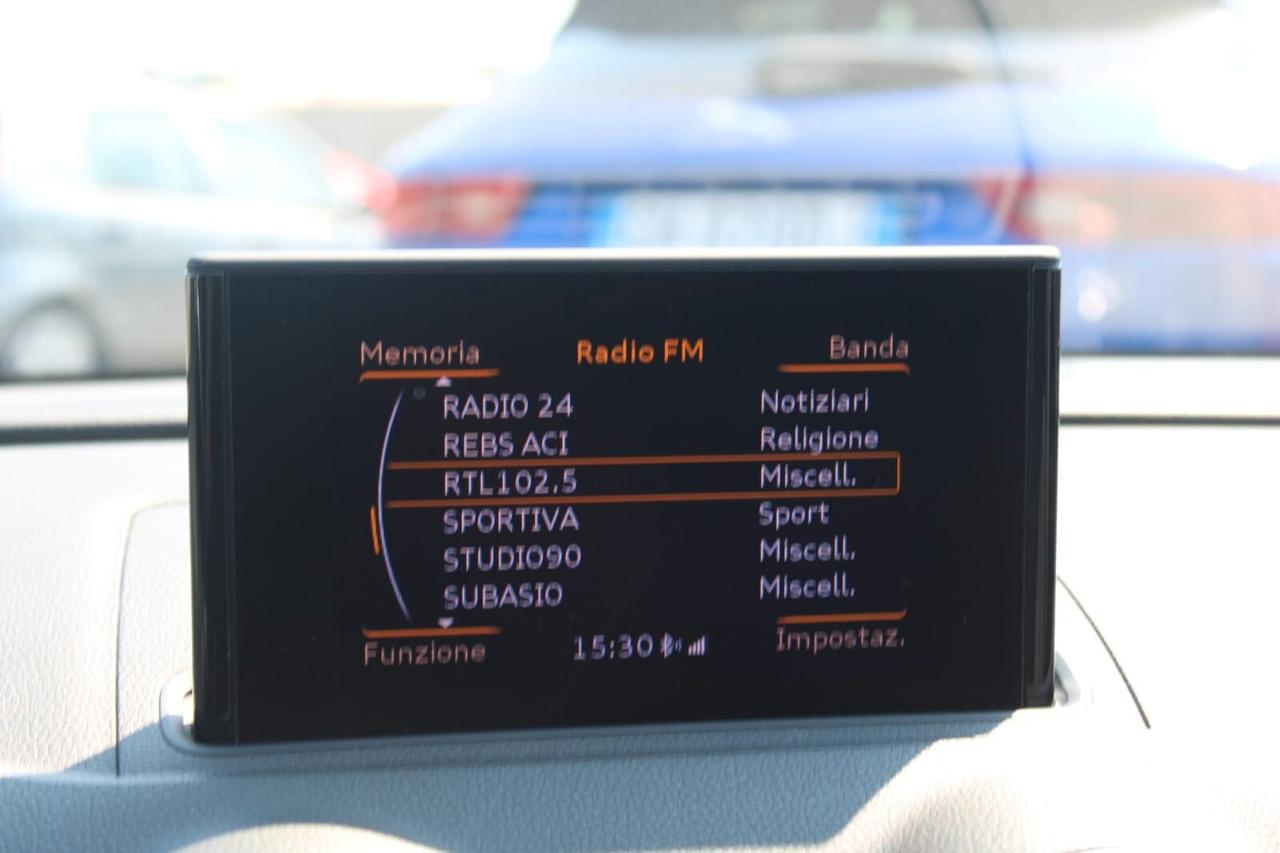 Memoria Radio FM Banda
RADIO 24 Notiziari
REBS ACI Religione
RTL102.5 Miscell.
SPORTIVA Sport
STUDIO90 Miscell.
SUBASIO Miscell.
Funzione 15:30 Impostaz.